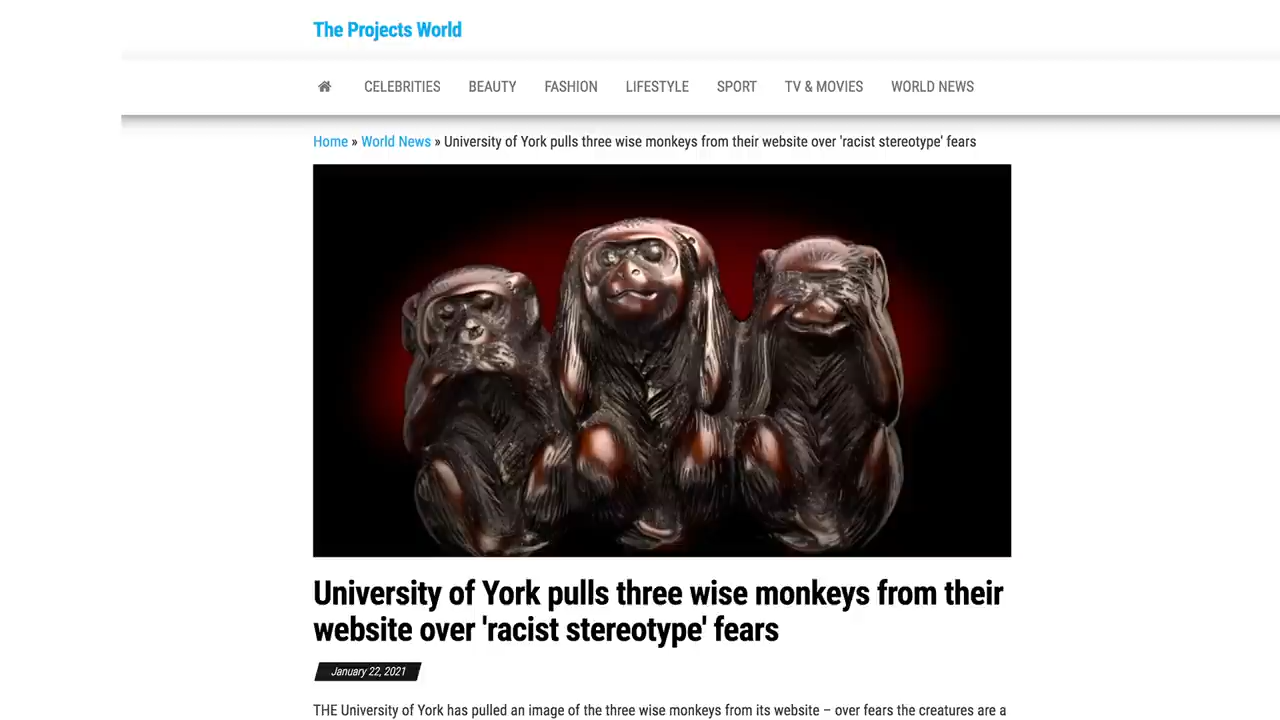 The Projects World
CELEBRITIES BEAUTY FASHION LIFESTYLE SPORT TV & MOVIES WORLD NEWS
Home » World News » University of York pulls three wise monkeys from their website over 'racist stereotype' fears
University of York pulls three wise monkeys from their
website over 'racist stereotype' fears
January 22, 2021
THE University of York has pulled an image of the three wise monkeys from its website – over fears the creatures are a